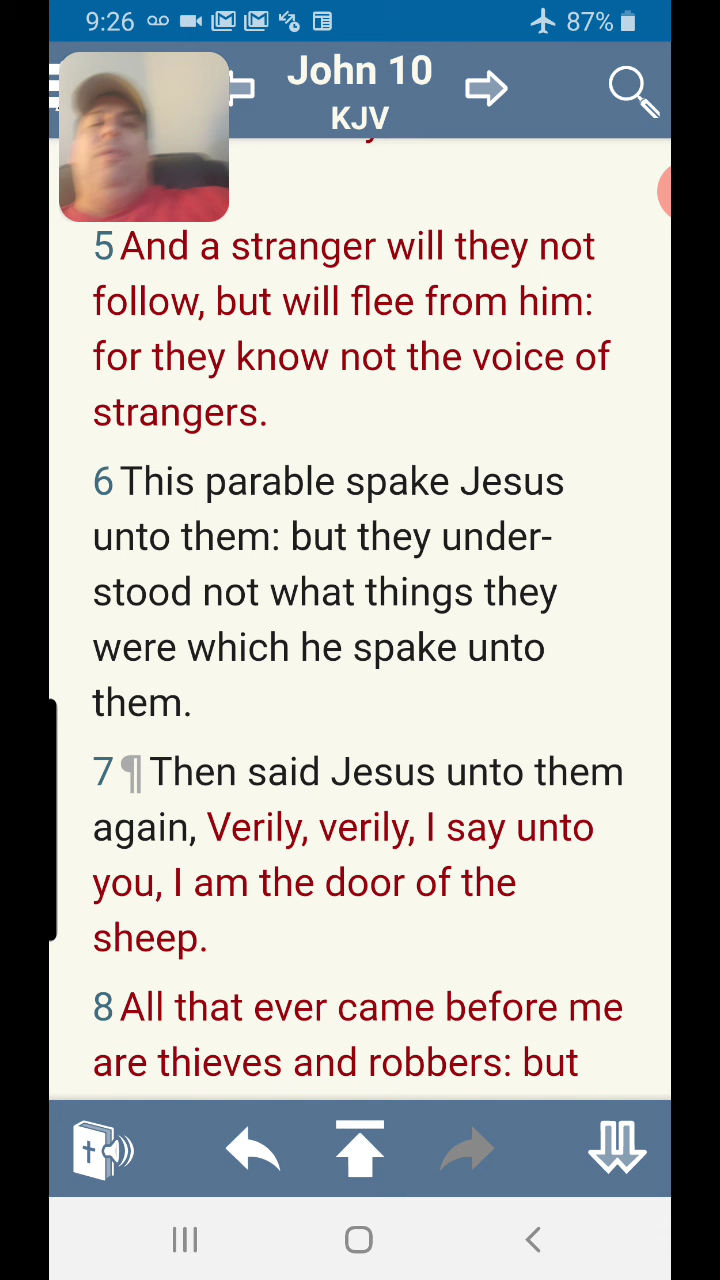 9:26
87%
John 10
KJV
5 And a stranger will they not
follow, but will flee from him:
for they know not the voice of
strangers.
6 This parable spake Jesus
unto them: but they under-
stood not what things they
were which he spake unto
them.
7 ¶ Then said Jesus unto them
again, Verily, verily, I say unto
you, I am the door of the
sheep.
8 All that ever came before me
are thieves and robbers: but